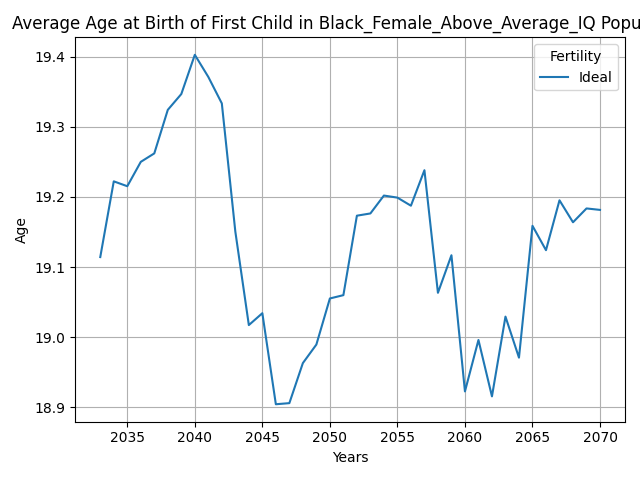 Average Age at Birth of First Child in Black_Female_Above_Average_IQ Popu
Fertility
Ideal
19.4
19.3
19.2
19.1
19.0
18.9
Age
2035 2040 2045 2050 2055 2060 2065 2070
Years